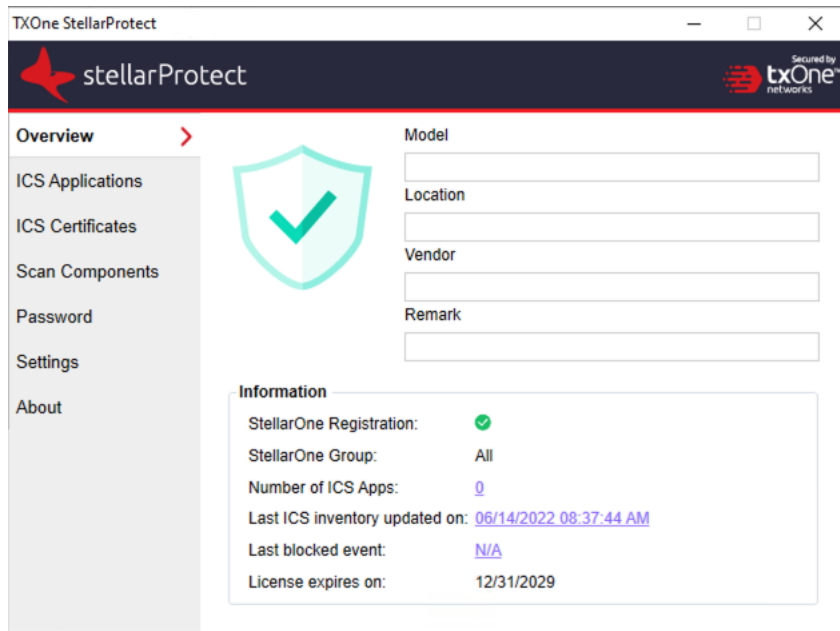 TXOne StellarProtect
stellarProtect
Secured by
txOne™
networks
Overview
ICS Applications
ICS Certificates
Scan Components
Password
Settings
About
Model
Location
Vendor
Remark
Information
StellarOne Registration:
StellarOne Group: All
Number of ICS Apps: 0
Last ICS inventory updated on: 06/14/2022 08:37:44 AM
Last blocked event: N/A
License expires on: 12/31/2029